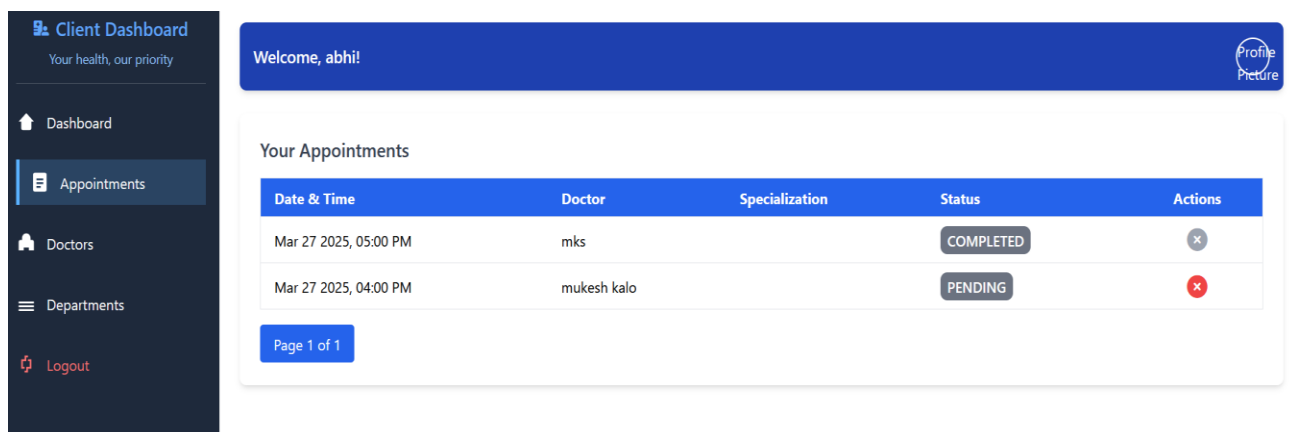 Client Dashboard
Your health, our priority
Dashboard
Appointments
Doctors
Departments
Logout
Welcome, abhi!
Profile
Picture
Your Appointments
Date & Time Doctor Specialization Status Actions
Mar 27 2025, 05:00 PM mks COMPLETED
Mar 27 2025, 04:00 PM mukesh kalo PENDING
Page 1 of 1